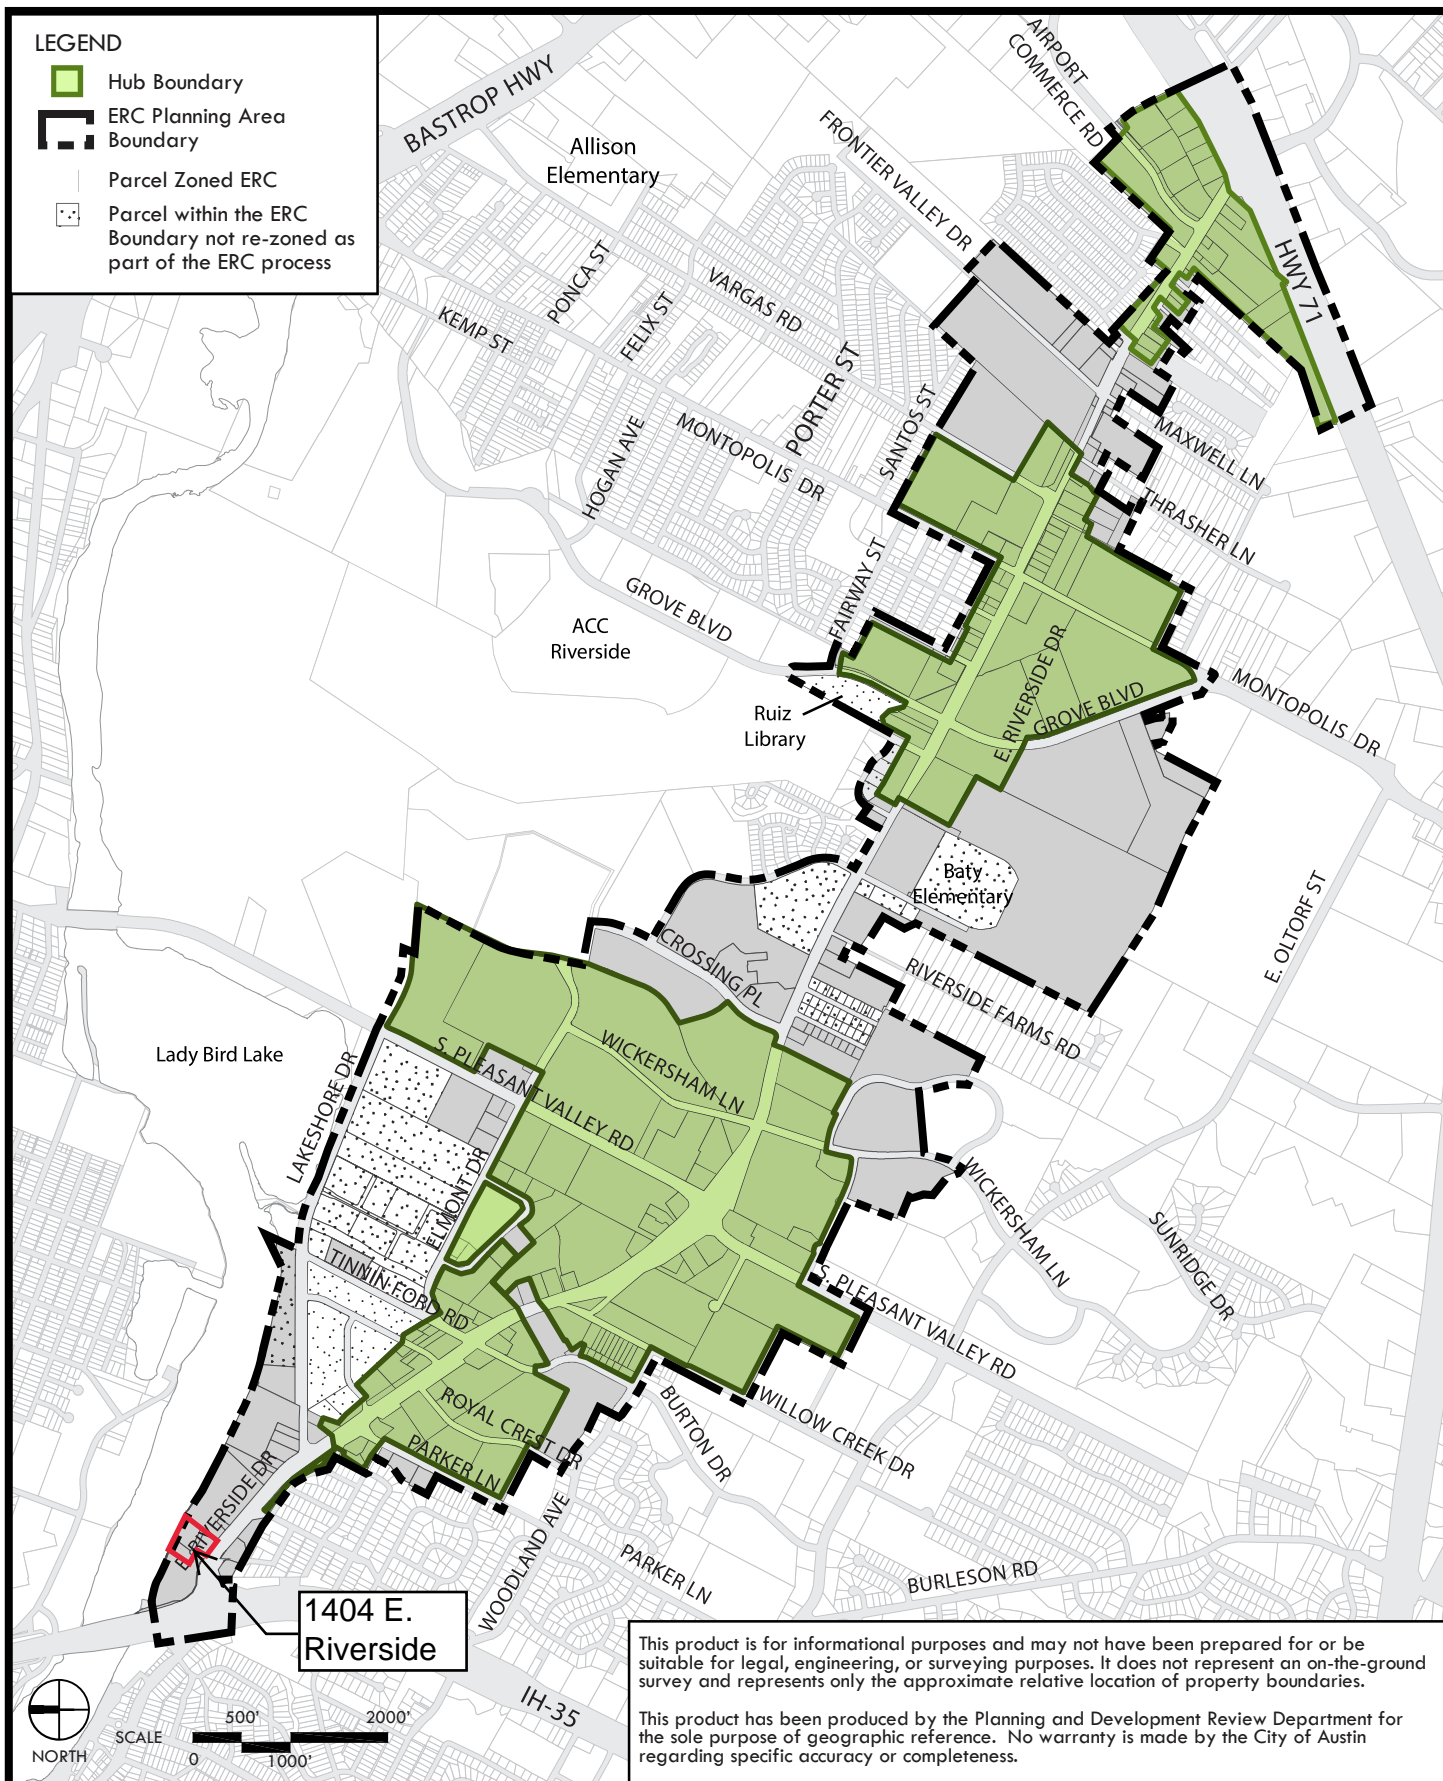 LEGEND
Hub Boundary
ERC Planning Area
Boundary
Parcel Zoned ERC
Parcel within the ERC
Boundary not re-zoned as
part of the ERC process
BASTROP HWY
AIRPORT
COMMERCE RD
Allison
Elementary
FRONTIER VALLEY DR
HWY 71
PONCA ST
VARGAS RD
KEMP ST
FELIX ST
PORTER ST
SANTOS ST
HOGAN AVE
MONTOPOLIS DR
MAXWELL LN
THRASHER LN
FAIRWAY ST
GROVE BLVD
ACC
Riverside
E. RIVERSIDE DR
GROVE BLVD
MONTOPOLIS DR
Ruiz
Library
Baty
Elementary
E. OLTORF ST
CROSSING PL
RIVERSIDE FARMS RD
Lady Bird Lake
LAKESHORE DR
S. PLEASANT VALLEY RD
WICKERSHAM LN
ELMONT DR
WICKERSHAM LN
SUNRIDGE DR
TINNIN FORD RD
S. PLEASANT VALLEY RD
ROYAL CREST DR
PARKER LN
BURTON DR
WILLOW CREEK DR
E. RIVERSIDE DR
WOODLAND AVE
PARKER LN
BURLESON RD
1404 E.
Riverside
IH-35
NORTH
SCALE
500'
2000'
0
1000'
This product is for informational purposes and may not have been prepared for or be
suitable for legal, engineering, or surveying purposes. It does not represent an on-the-ground
survey and represents only the approximate relative location of property boundaries.
This product has been produced by the Planning and Development Review Department for
the sole purpose of geographic reference. No warranty is made by the City of Austin
regarding specific accuracy or completeness.